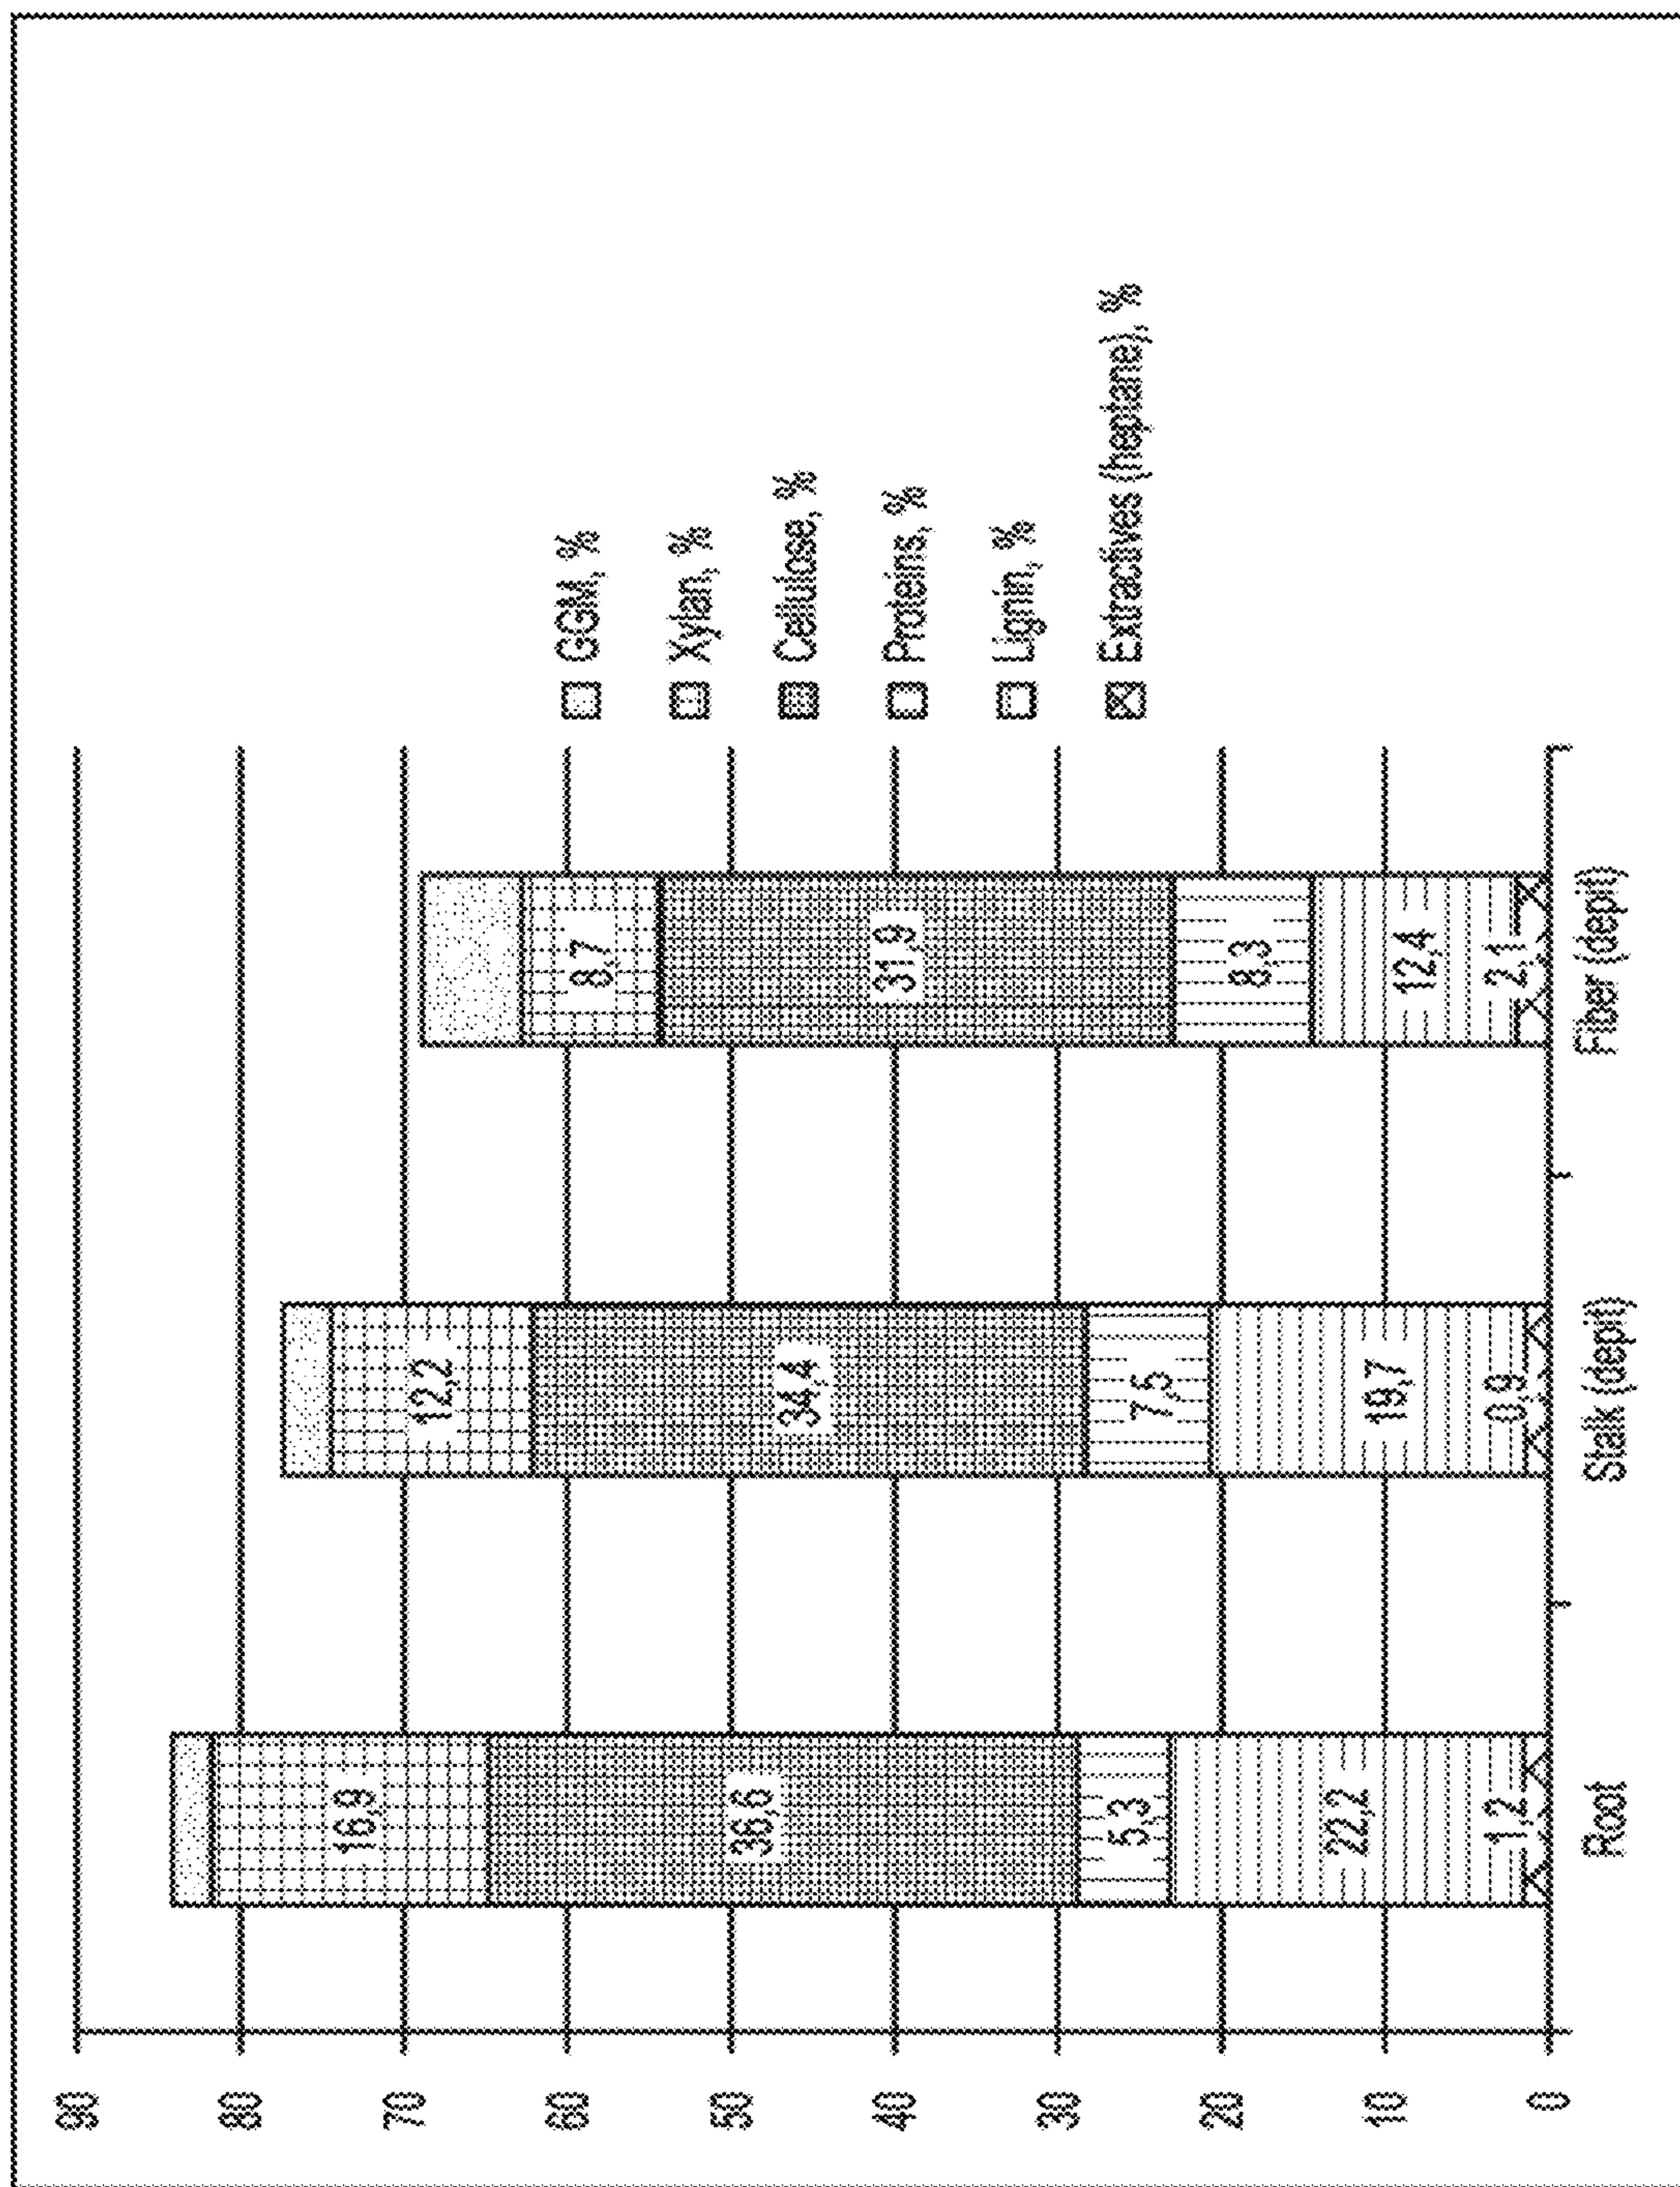 90
80
70
60
50
40
30
20
10
0
16,9
36,6
5,3
22,2
1,2
12,2
34,4
7,5
19,7
0,9
8,7
31,9
8,3
12,4
2,1
Root
Stalk (depit)
Fiber (depit)
GGM, %
Xylan, %
Cellulose, %
Proteins, %
Lignin, %
Extractives (heptane), %